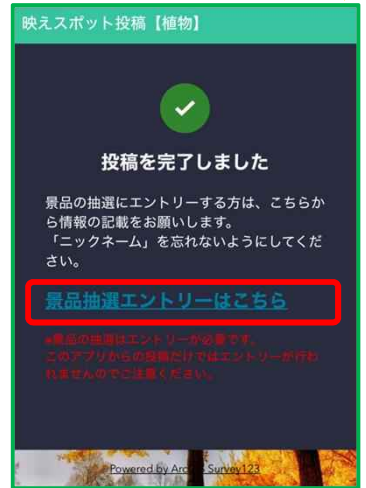 映えスポット投稿【植物】
投稿を完了しました
景品の抽選にエントリーする方は、こちらか
ら情報の記載をお願いします。
「ニックネーム」を忘れないようにしてくだ
さい。
景品抽選エントリーはこちら
※景品の抽選はエントリーが必要です。
このアプリからの投稿だけではエントリーが行わ
れませんのでご注意ください。
Powered by ArcGIS Survey123